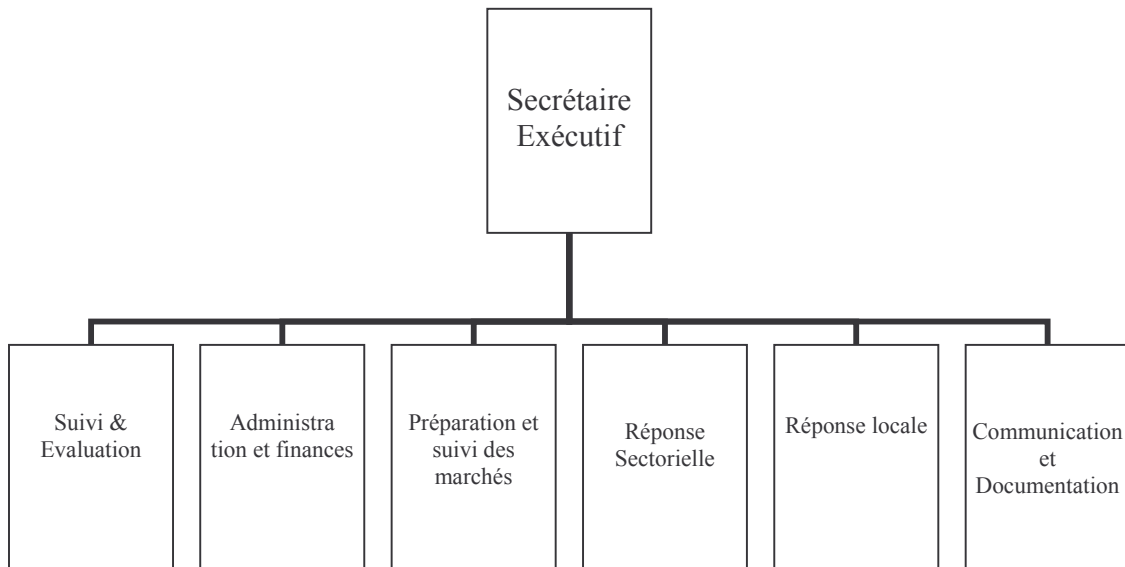 Secrétaire
Exécutif
Suivi &
Evaluation
Administra
tion et finances
Préparation et
suivi des
marchés
Réponse
Sectorielle
Réponse locale
Communication
et
Documentation